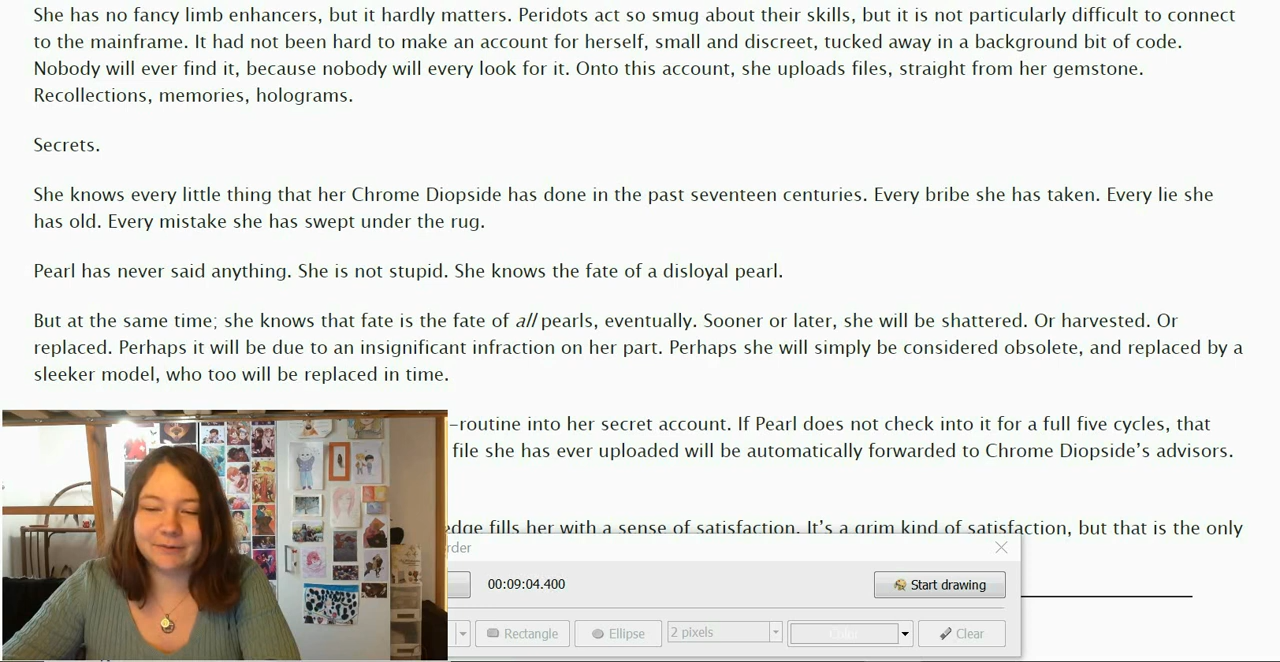 She has no fancy limb enhancers, but it hardly matters. Peridots act so smug about their skills, but it is not particularly difficult to connect
to the mainframe. It had not been hard to make an account for herself, small and discreet, tucked away in a background bit of code.
Nobody will ever find it, because nobody will every look for it. Onto this account, she uploads files, straight from her gemstone.
Recollections, memories, holograms.
Secrets.
She knows every little thing that her Chrome Diopside has done in the past seventeen centuries. Every bribe she has taken. Every lie she
has old. Every mistake she has swept under the rug.
Pearl has never said anything. She is not stupid. She knows the fate of a disloyal pearl.
But at the same time; she knows that fate is the fate of all pearls, eventually. Sooner or later, she will be shattered. Or harvested. Or
replaced. Perhaps it will be due to an insignificant infraction on her part. Perhaps she will simply be considered obsolete, and replaced by a
sleeker model, who too will be replaced in time.
-routine into her secret account. If Pearl does not check into it for a full five cycles, that
file she has ever uploaded will be automatically forwarded to Chrome Diopside's advisors.
edge fills her with a sense of satisfaction. It's a grim kind of satisfaction, but that is the only
rder
00:09:04.400
Start drawing
Rectangle
Ellipse
2 pixels
Color
Clear